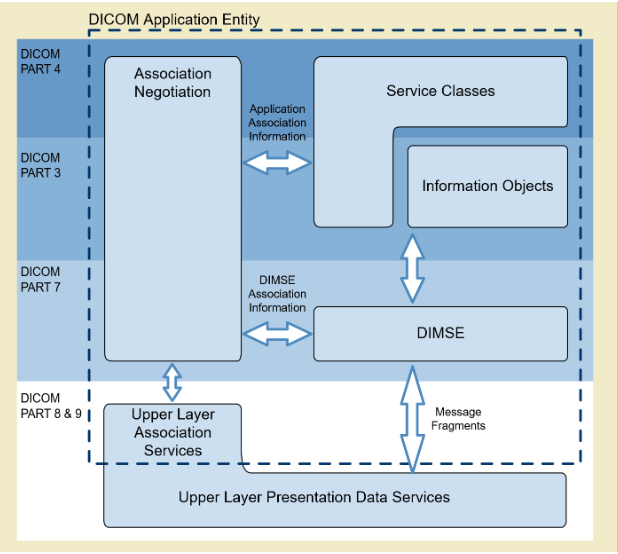 DICOM Application Entity
DICOM
PART 4
Association
Negotiation
Service Classes
Application
Association
Information
DICOM
PART 3
Information Objects
DICOM
PART 7
DIMSE
Association
Information
DIMSE
DICOM
PART 8 & 9
Upper Layer
Association
Services
Message
Fragments
Upper Layer Presentation Data Services